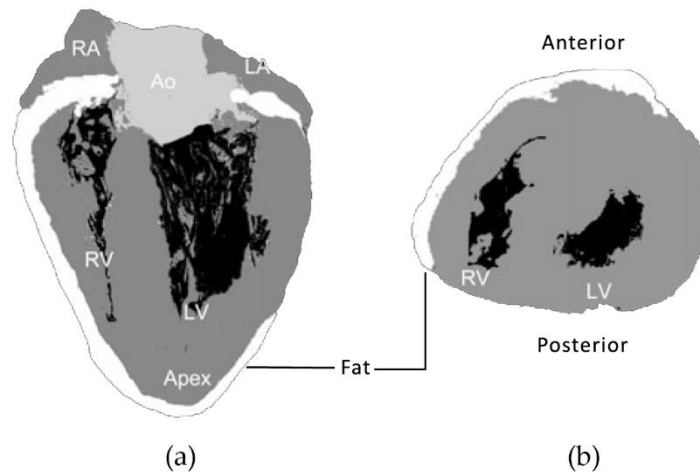 RA
Ao
LA
RV
LV
Apex
Anterior
RV
LV
Posterior
Fat
(a)
(b)